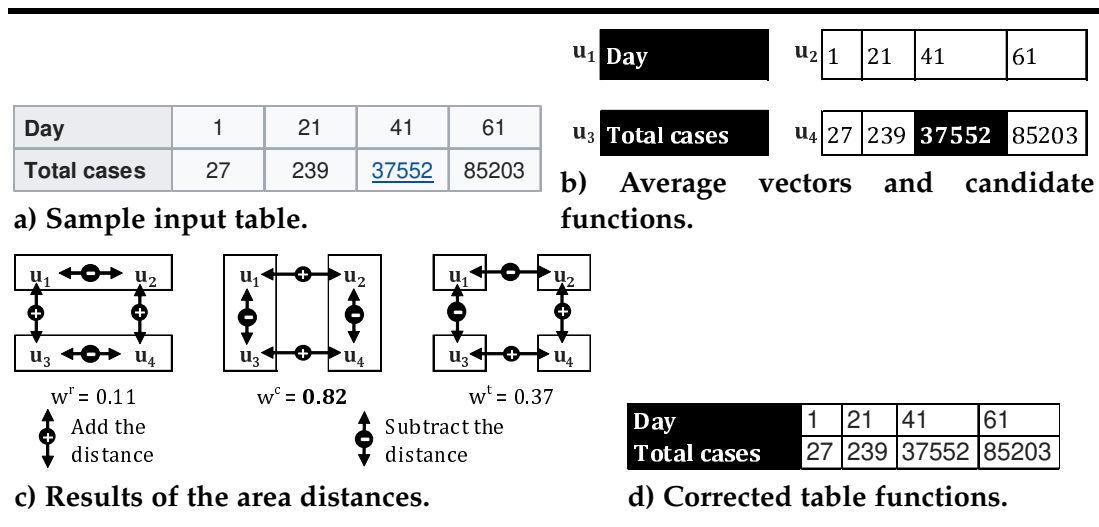 u1 Day u2 1 21 41 61
Day 1 21 41 61
Total cases 27 239 37552 85203
u3 Total cases u4 27 239 37552 85203
a) Sample input table.
b) Average vectors and candidate
functions.
u1 - u2
+ +
u3 - u4
wr = 0.11
u1 + u2
- -
u3 + u4
wc = 0.82
u1 - u2
- +
u3 + u4
wt = 0.37
+ Add the
distance
- Subtract the
distance
c) Results of the area distances.
Day 1 21 41 61
Total cases 27 239 37552 85203
d) Corrected table functions.